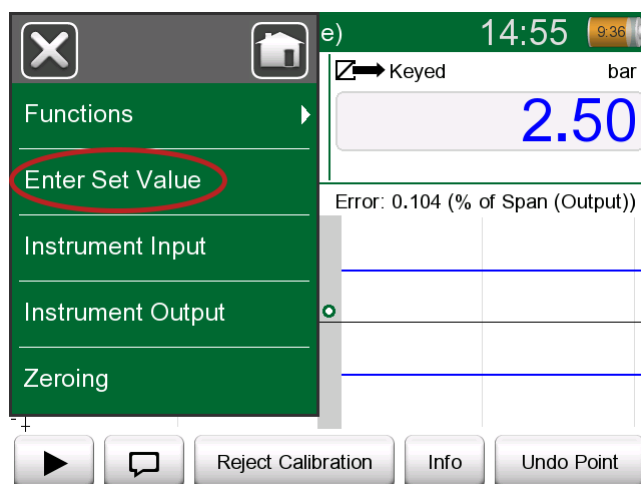 e) 14:55 9:36
Keyed bar
2.50
Functions
Enter Set Value
Error: 0.104 (% of Span (Output))
Instrument Input
Instrument Output
Zeroing
Reject Calibration Info Undo Point